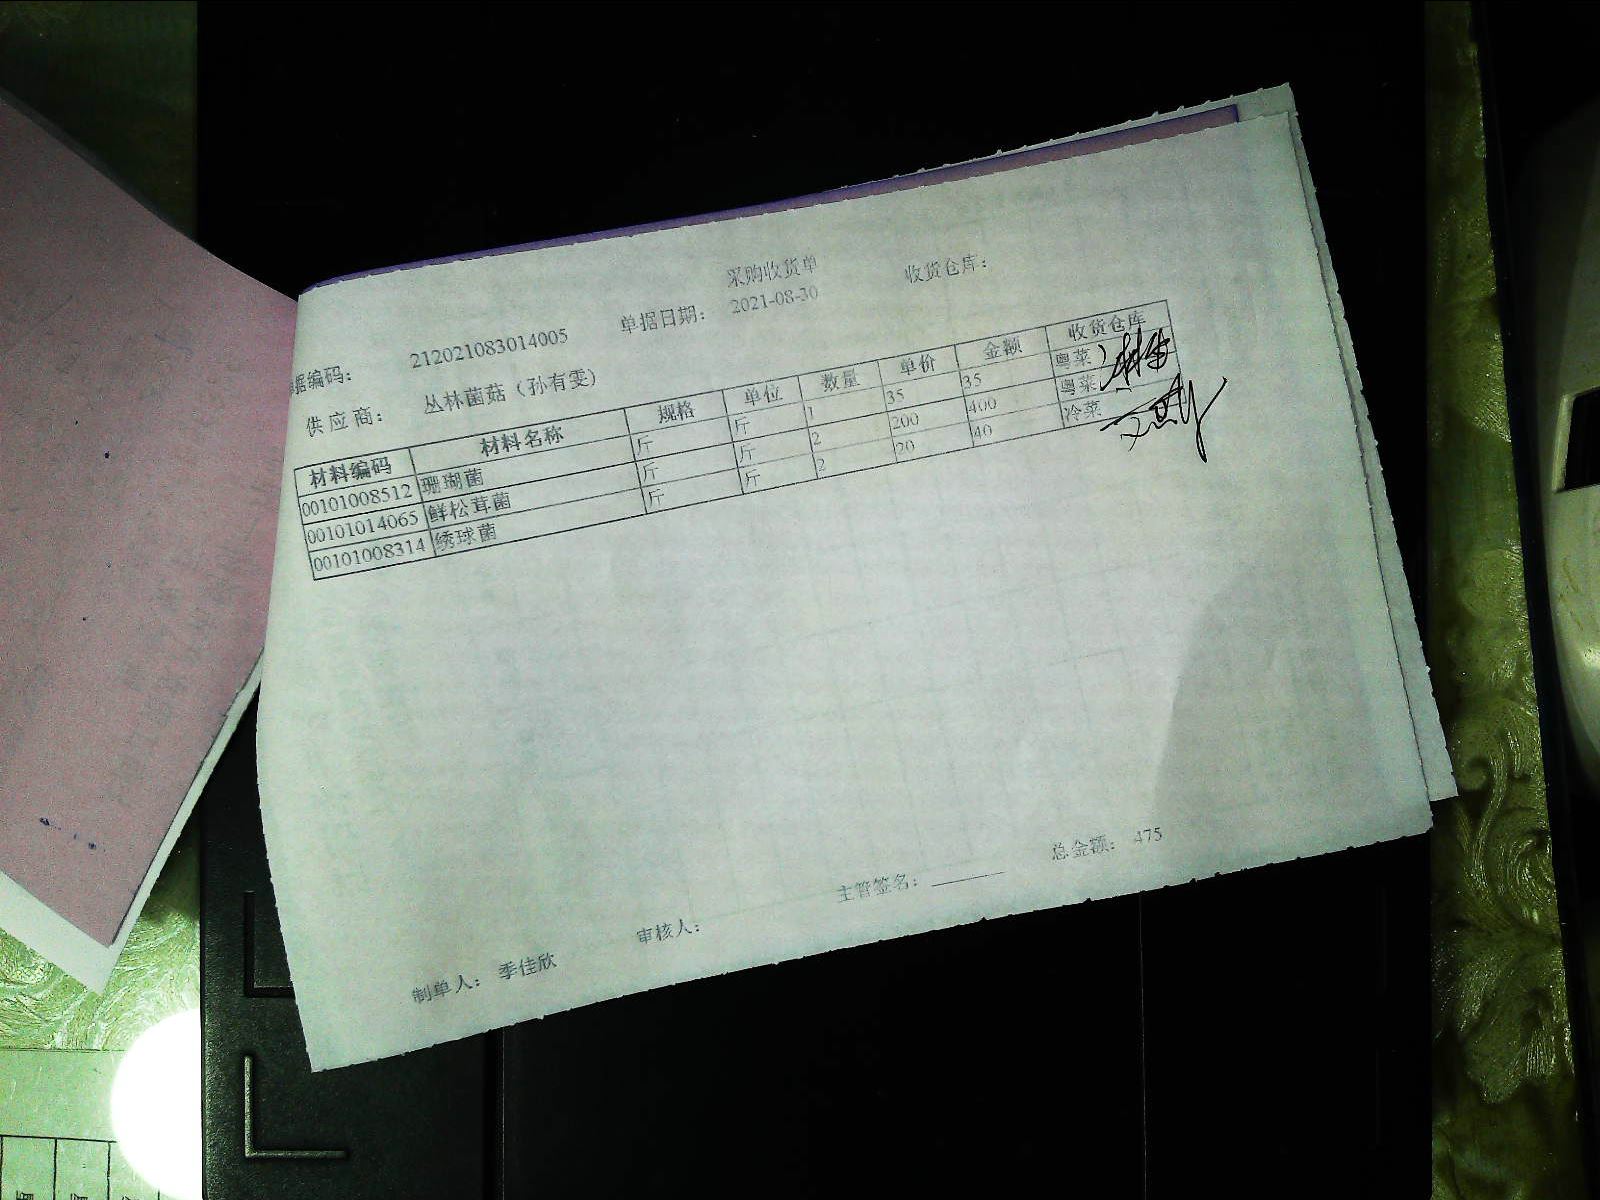 采购收货单
据编码： 212021083014005 单据日期： 2021-08-30 收货仓库：
供应商： 丛林菌菇（孙有雯）
材料编码 材料名称 规格 单位 数量 单价 金额 收货仓库
00101008512 珊瑚菌 斤 斤 1 35 35 粤菜
00101014065 鲜松茸菌 斤 斤 2 200 400 粤菜
00101008314 绣球菌 斤 斤 2 20 40 冷菜
总金额： 475
制单人： 季佳欣 审核人： 主管签名：